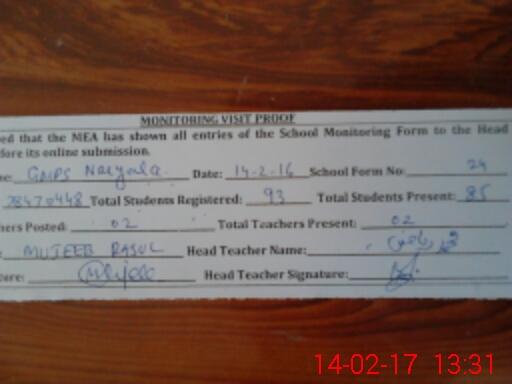 MONITORING VISIT PROOF
ed that the MEA has shown all entries of the School Monitoring Form to the Head
fore its online submission.
me: GMPS Date: 14-2-16 School Form No: 24
28470448 Total Students Registered: 93 Total Students Present: 85
hers Posted: 02 Total Teachers Present: 02
: MUJEEB RASUL Head Teacher Name:
ture: Head Teacher Signature:
14-02-17 13:31